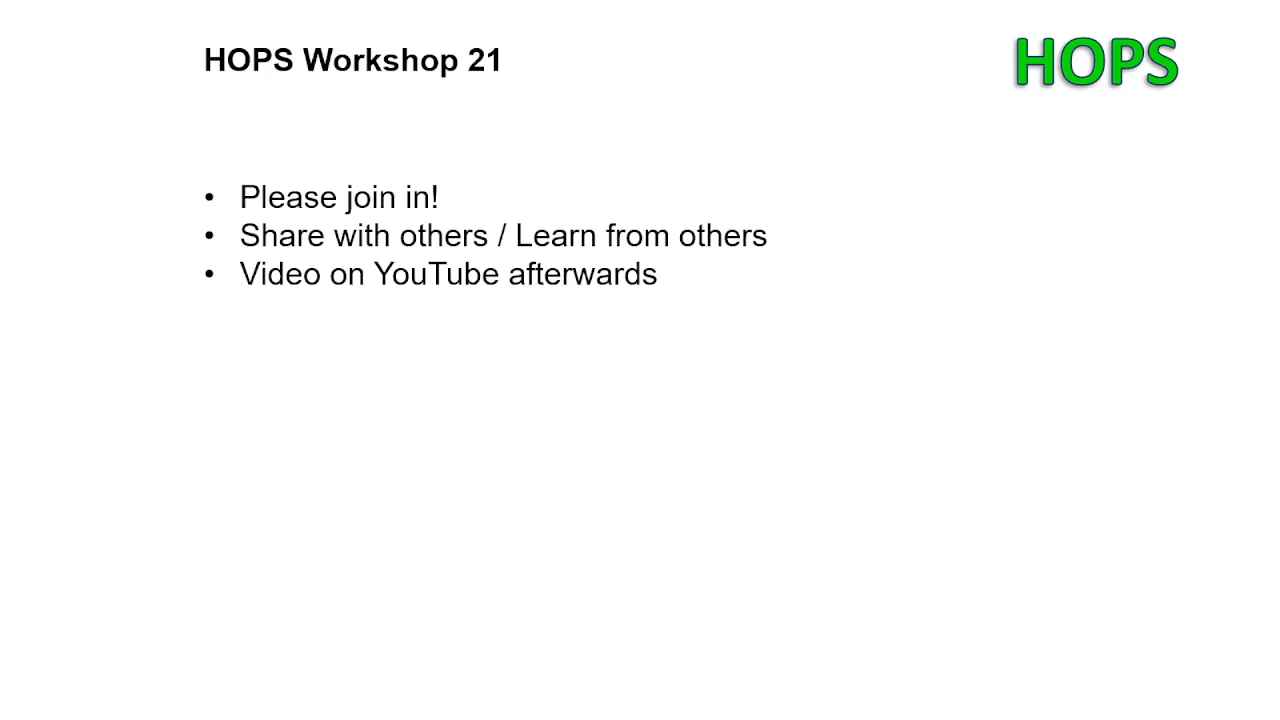 HOPS Workshop 21
HOPS
• Please join in!
• Share with others / Learn from others
• Video on YouTube afterwards